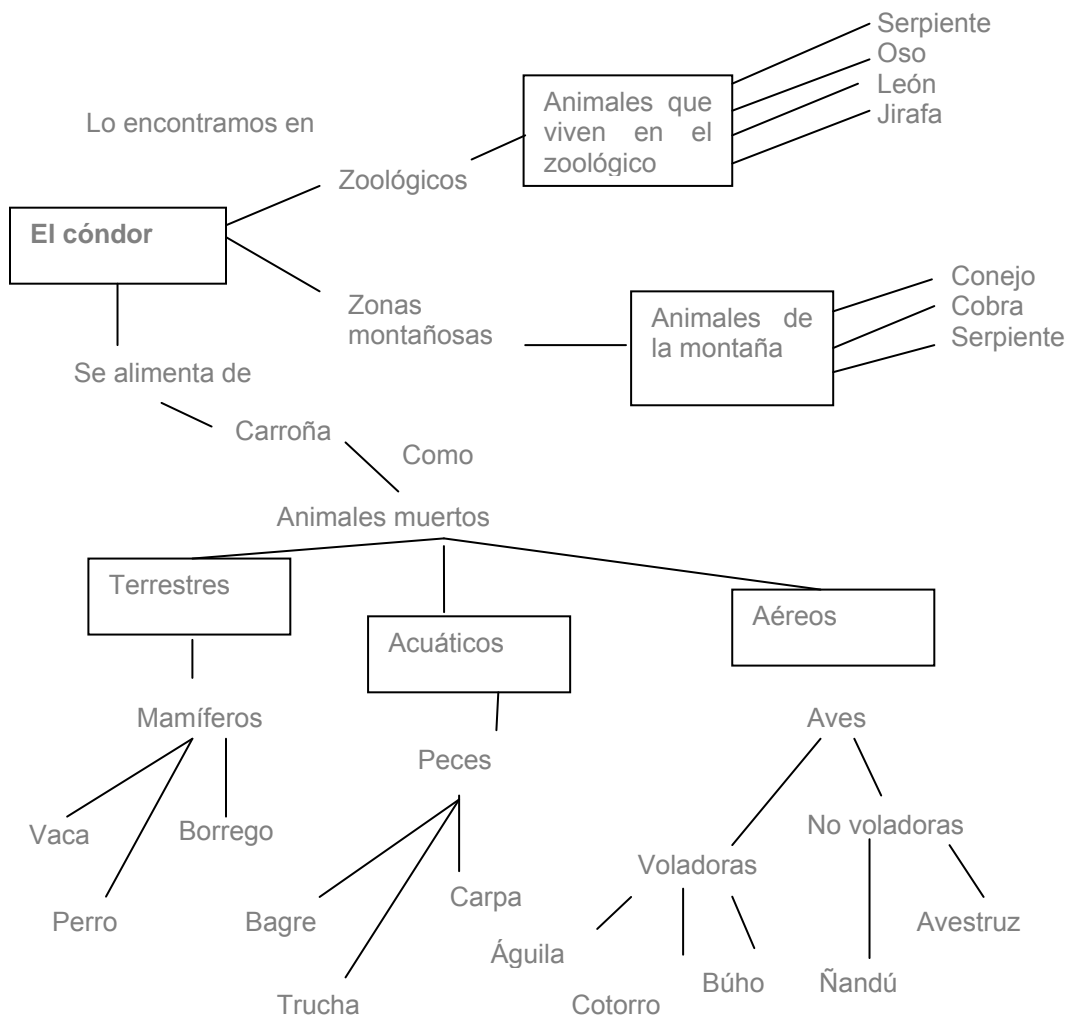 Serpiente
Oso
León
Jirafa
Animales que
viven en el
zoológico
Lo encontramos en
Zoológicos
El cóndor
Zonas
montañosas
Animales de
la montaña
Conejo
Cobra
Serpiente
Se alimenta de
Carroña
Como
Animales muertos
Terrestres
Acuáticos
Aéreos
Mamíferos
Peces
Aves
Vaca
Borrego
Perro
Bagre
Carpa
Trucha
Voladoras
No voladoras
Águila
Cotorro
Búho
Ñandú
Avestruz